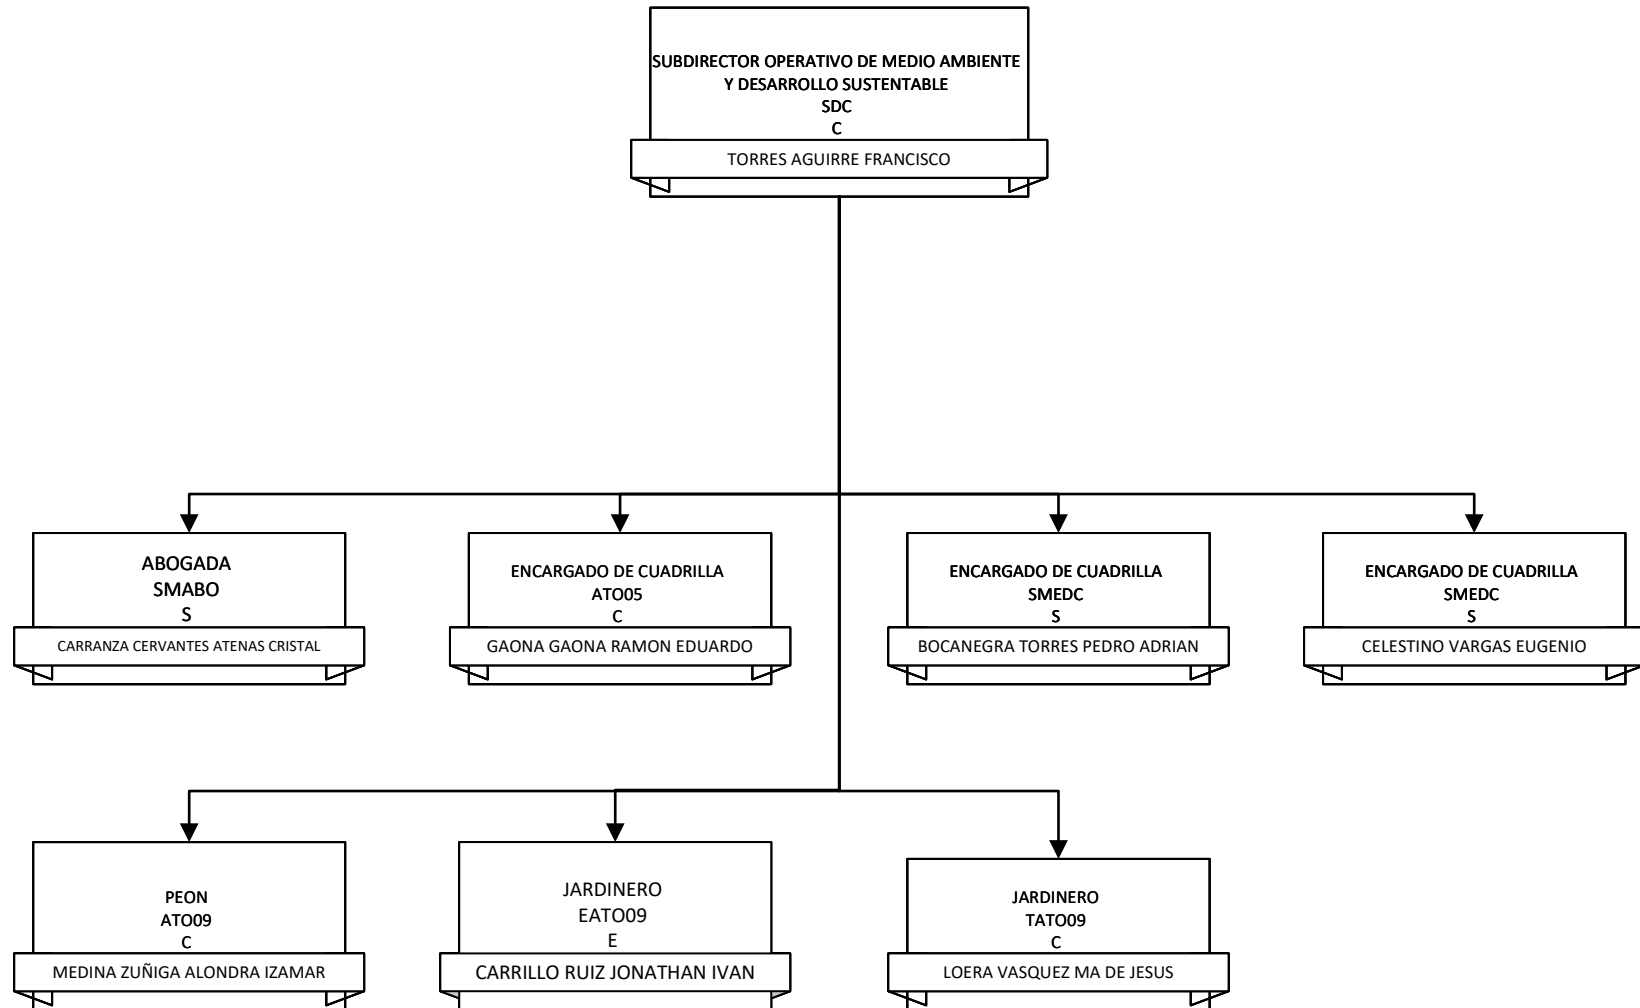 SUBDIRECTOR OPERATIVO DE MEDIO AMBIENTE
Y DESARROLLO SUSTENTABLE
SDC
C
TORRES AGUIRRE FRANCISCO
ABOGADA
SMABO
S
CARRANZA CERVANTES ATENAS CRISTAL
ENCARGADO DE CUADRILLA
ATO05
C
GAONA GAONA RAMON EDUARDO
ENCARGADO DE CUADRILLA
SMEDC
S
BOCANEGRA TORRES PEDRO ADRIAN
ENCARGADO DE CUADRILLA
SMEDC
S
CELESTINO VARGAS EUGENIO
PEON
ATO09
C
MEDINA ZUÑIGA ALONDRA IZAMAR
JARDINERO
EATO09
E
CARRILLO RUIZ JONATHAN IVAN
JARDINERO
TATO09
C
LOERA VASQUEZ MA DE JESUS